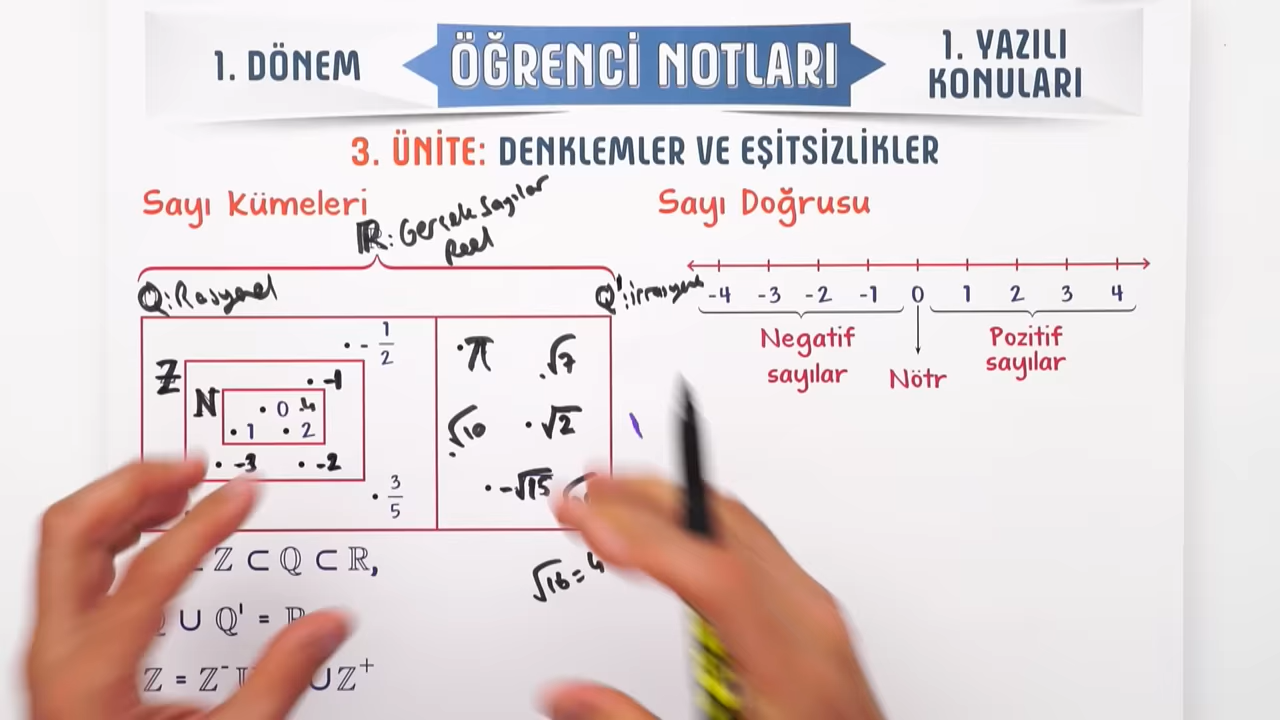 1. DÖNEM
ÖĞRENCİ NOTLARI
1. YAZILI
KONULARI
3. ÜNİTE: DENKLEMLER VE EŞİTSİZLİKLER
Sayı Kümeleri
ℝ: Gerçek Sayılar
Reel
Q: Rasyonel
Q': irrasyonel
Z
N
- 1/2
-1
0 4
1 2
-3 -2
3/5
π √7
√10 √2
-√15
√16 = 4
ℤ ⊂ ℚ ⊂ ℝ,
∪ ℚ' = ℝ
ℤ = ℤ⁻ ∪ ∪ ℤ⁺
Sayı Doğrusu
-4 -3 -2 -1 0 1 2 3 4
Negatif
sayılar
Nötr
Pozitif
sayılar